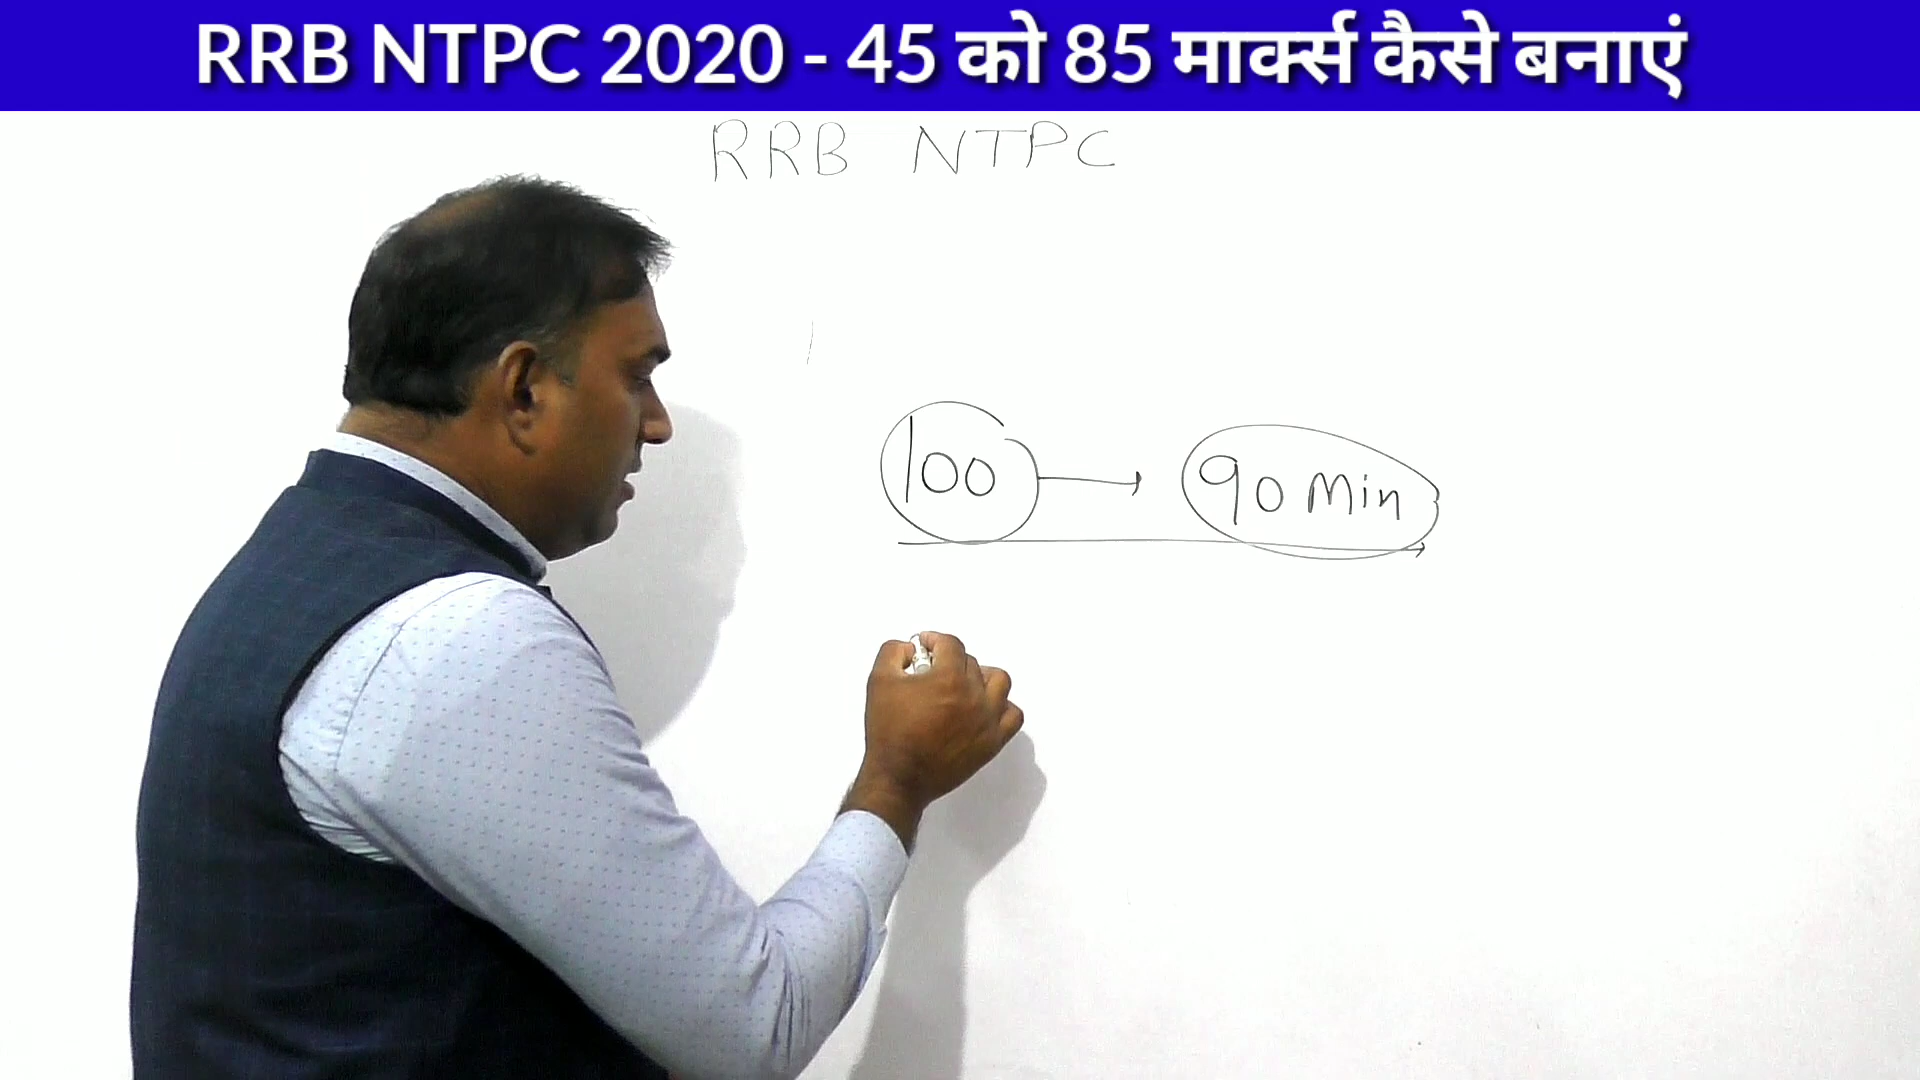 RRB NTPC 2020 - 45 को 85 मार्क्स कैसे बनाएं
RRB NTPC
100 → 90 Min